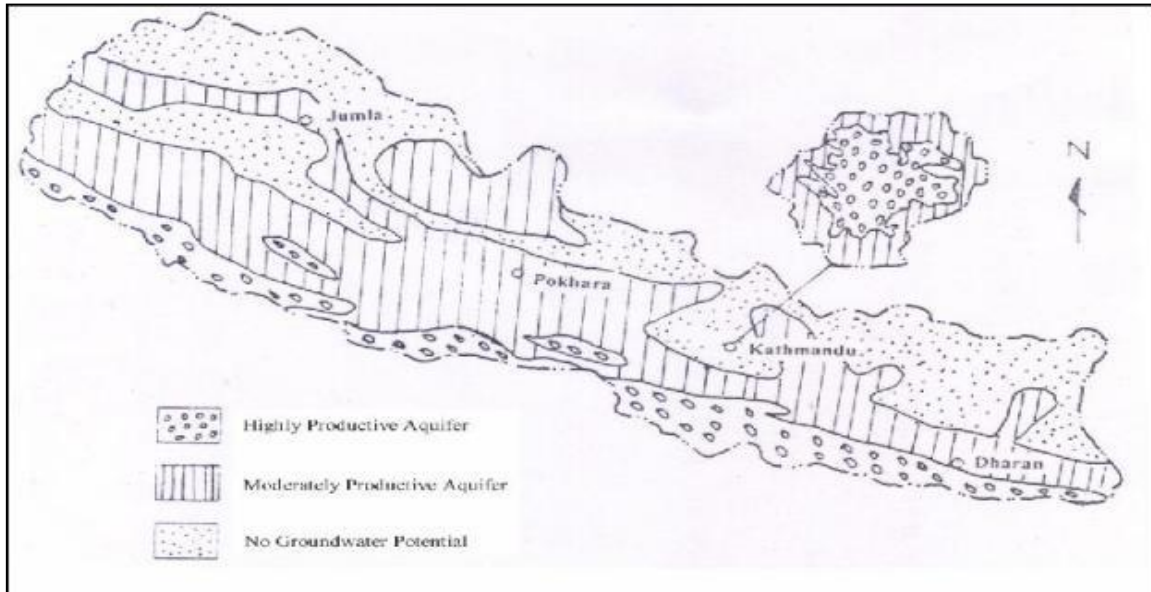 Jumla
N
Pokhara
Kathmandu
Dharan
Highly Productive Aquifer
Moderately Productive Aquifer
No Groundwater Potential